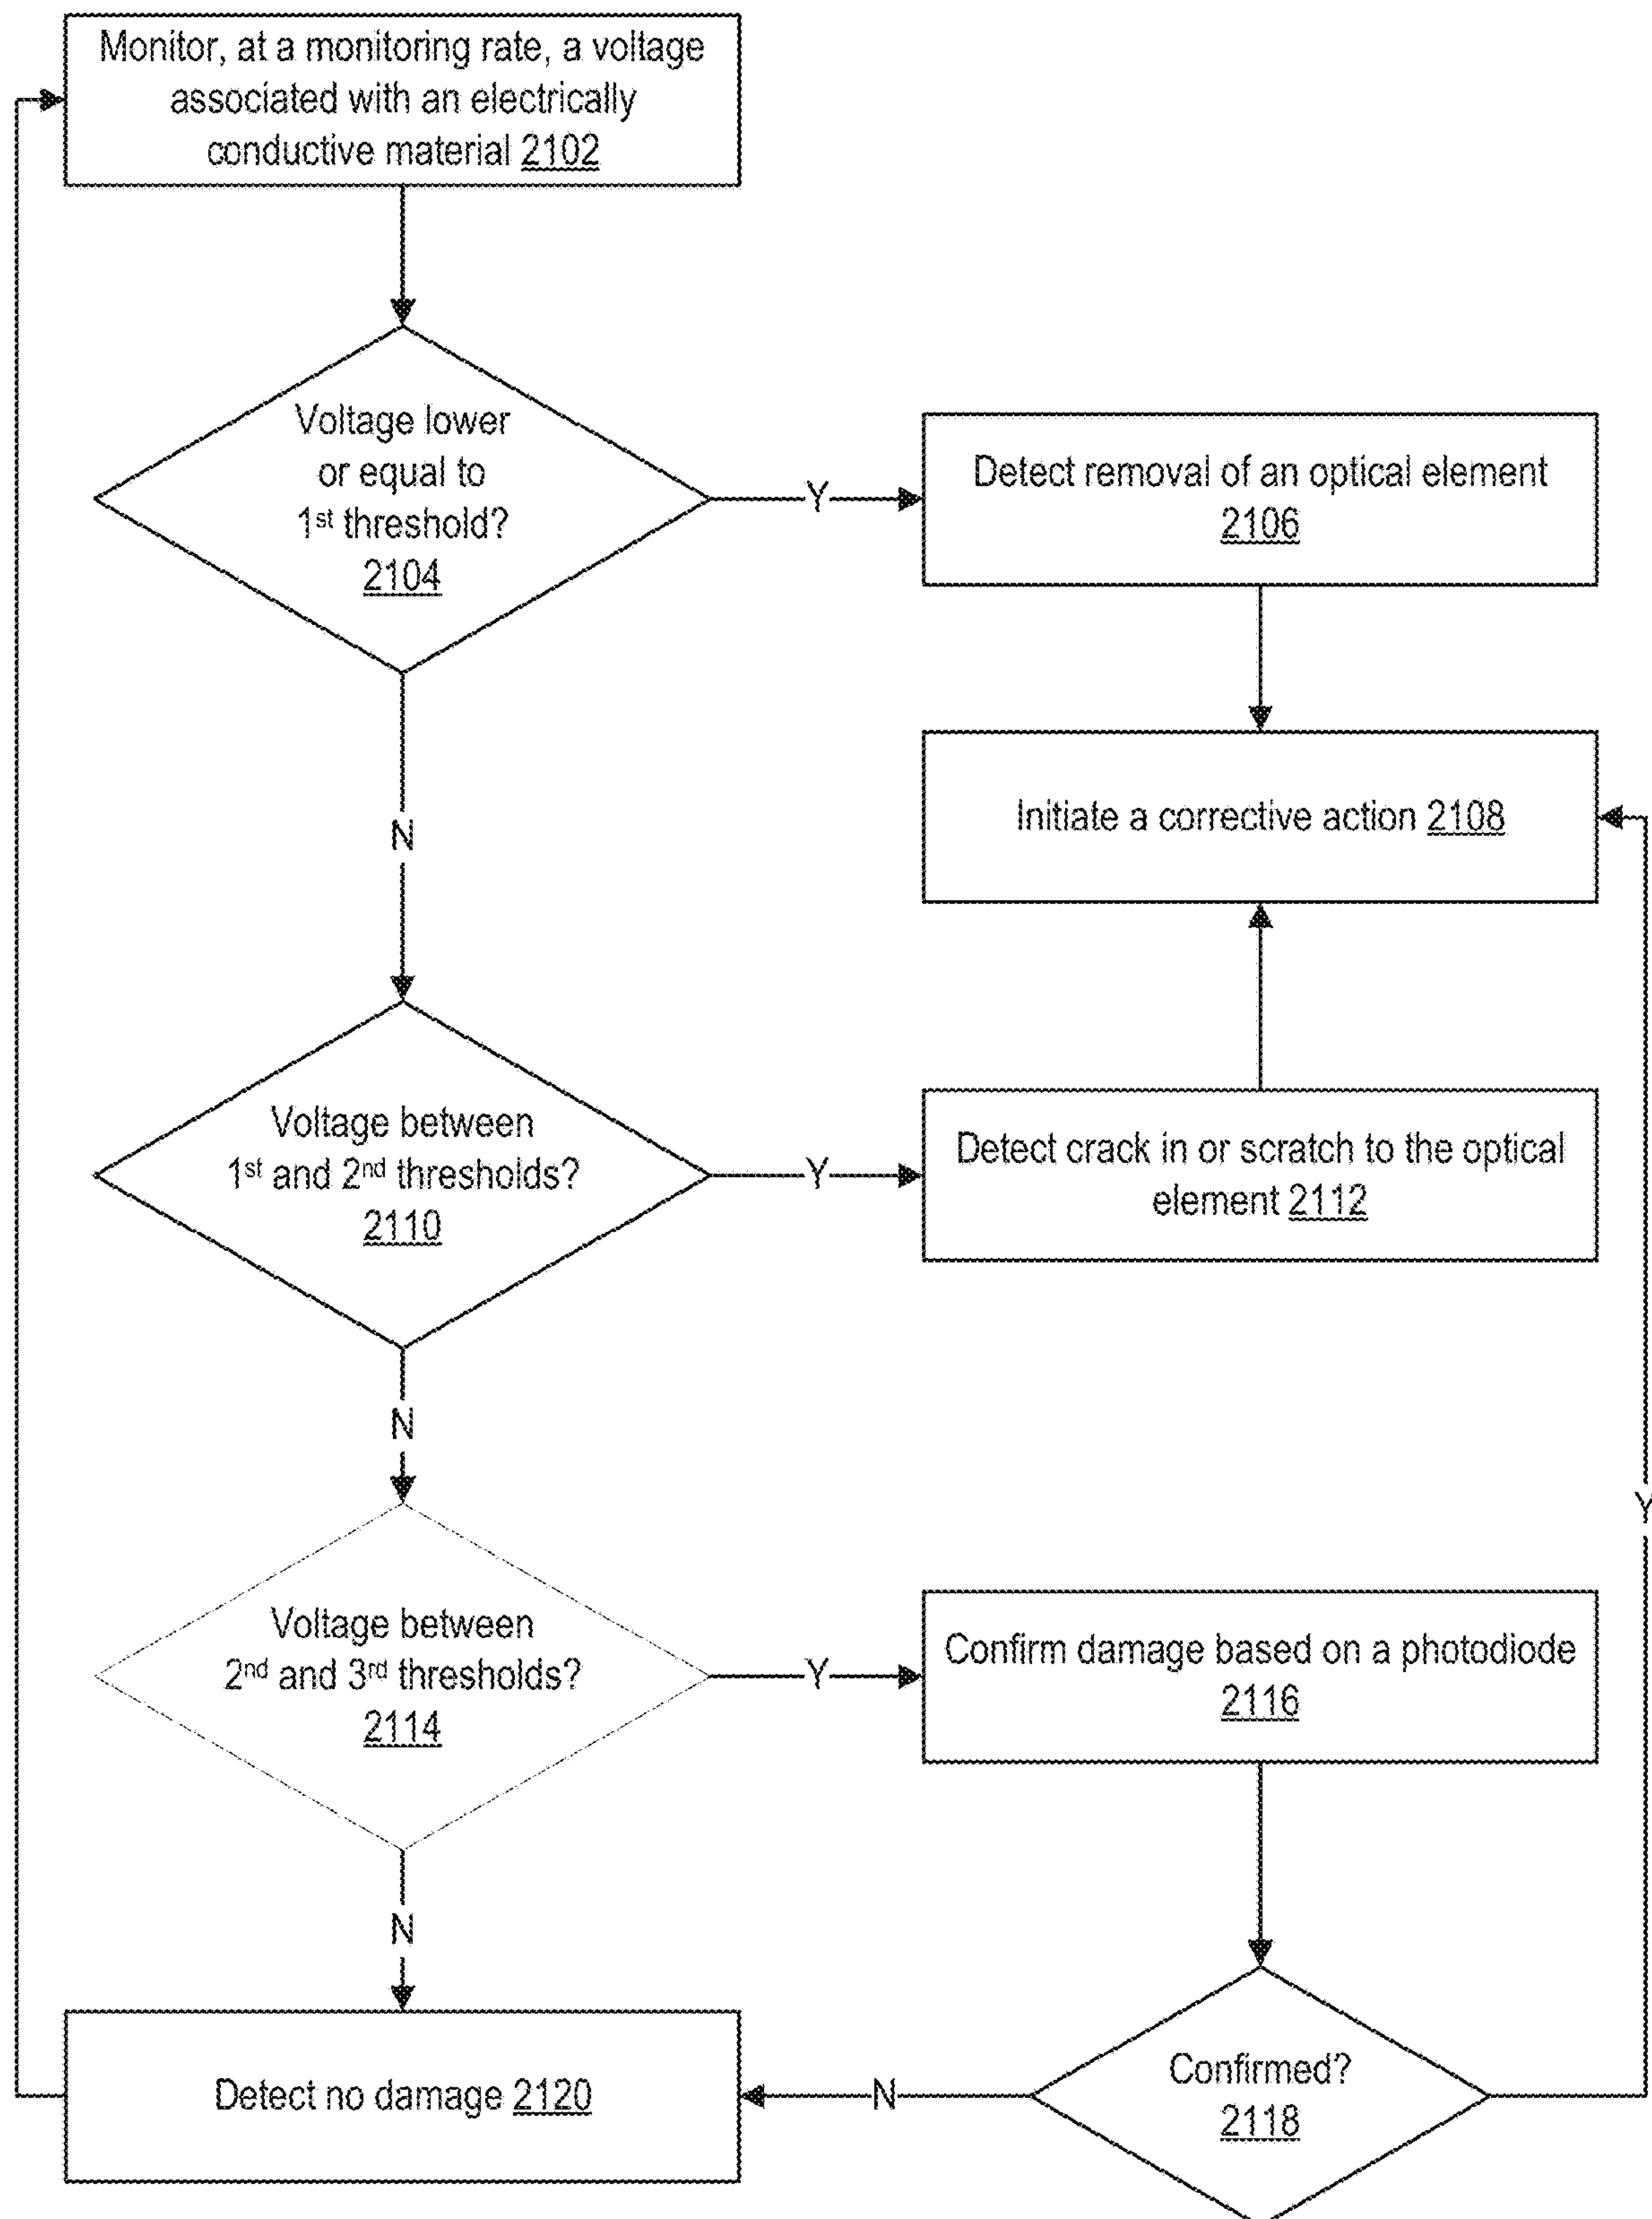 Monitor, at a monitoring rate, a voltage
associated with an electrically
conductive material 2102
Voltage lower
or equal to
1st threshold?
2104
Y
Detect removal of an optical element
2106
N
Initiate a corrective action 2108
Voltage between
1st and 2nd thresholds?
2110
Y
Detect crack in or scratch to the optical
element 2112
N
Y
Voltage between
2nd and 3rd thresholds?
2114
Y
Confirm damage based on a photodiode
2116
N
Detect no damage 2120
N
Confirmed?
2118